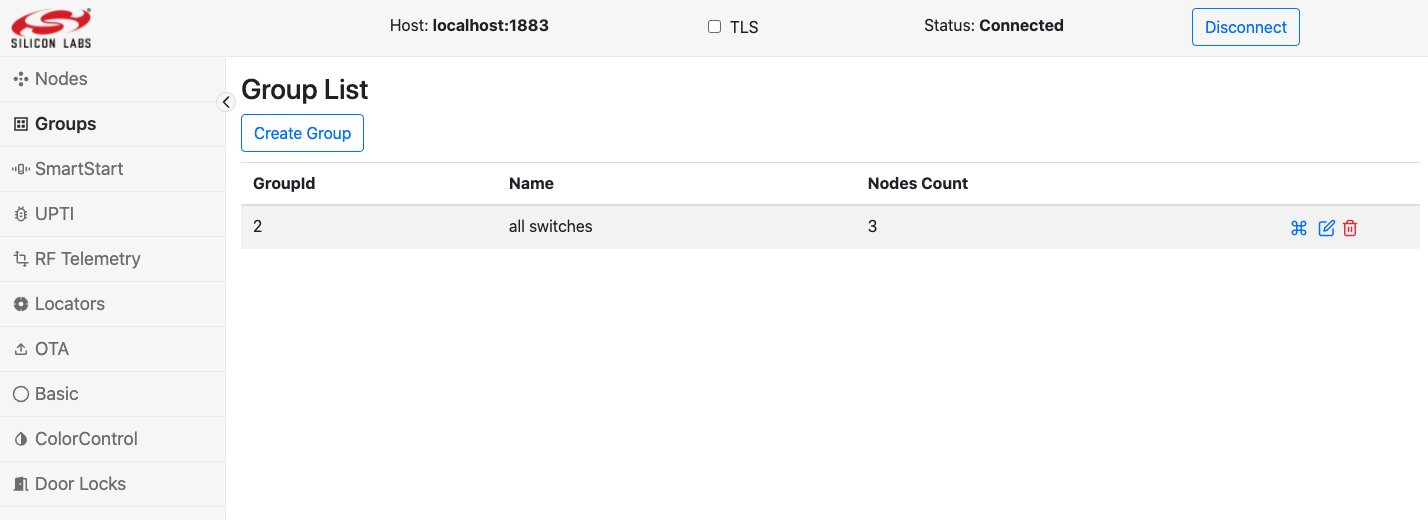 SILICON LABS
Host: localhost:1883
TLS
Status: Connected
Disconnect
Nodes
Groups
SmartStart
UPTI
RF Telemetry
Locators
OTA
Basic
ColorControl
Door Locks
Group List
Create Group
GroupId Name Nodes Count
2 all switches 3